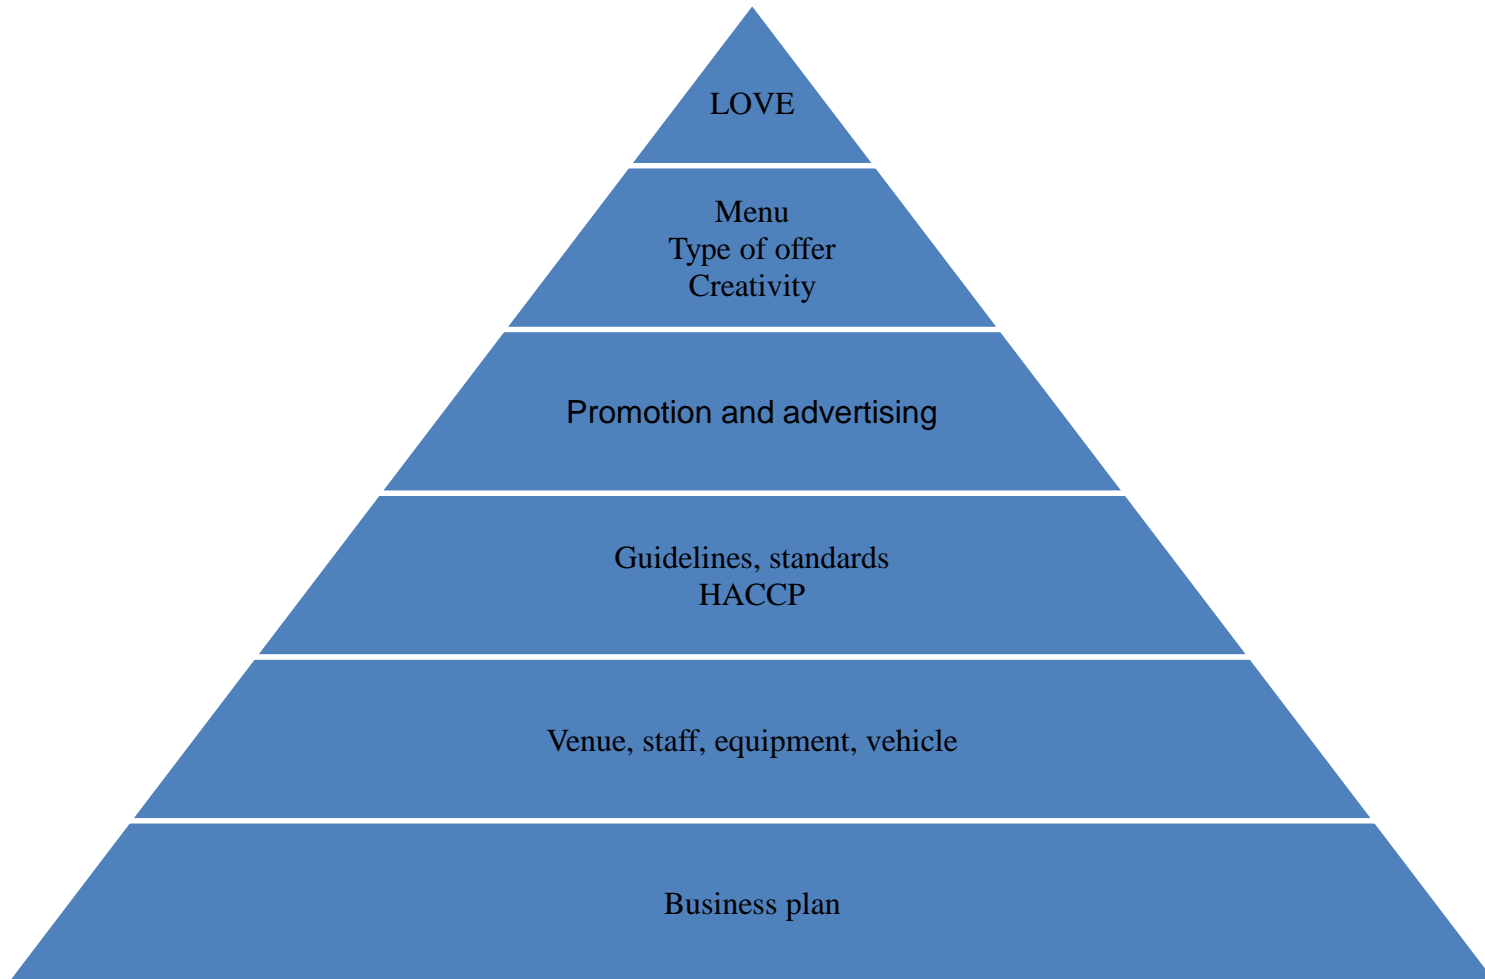 LOVE
Menu
Type of offer
Creativity
Promotion and advertising
Guidelines, standards
HACCP
Venue, staff, equipment, vehicle
Business plan